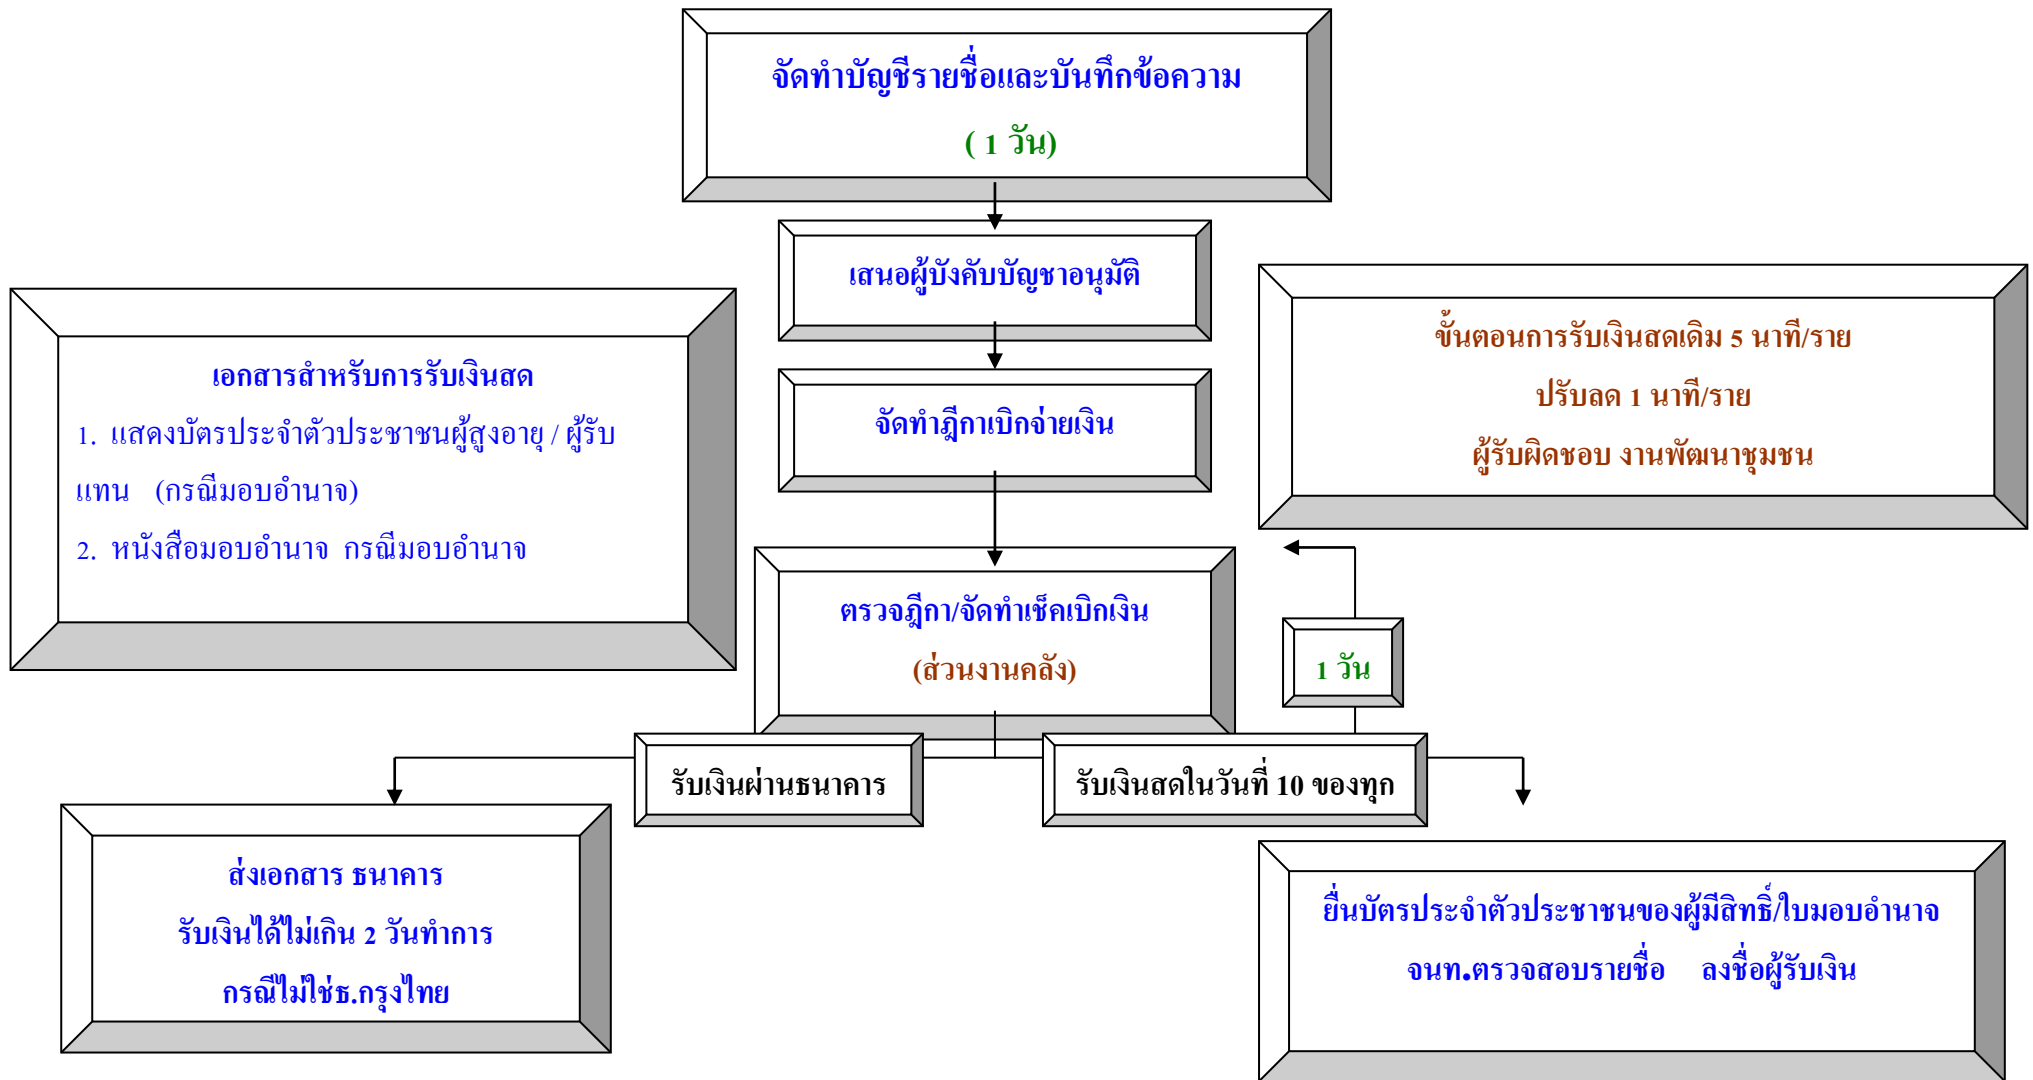 จัดทำบัญชีรายชื่อและบันทึกข้อความ
( 1 วัน)
เสนอผู้บังคับบัญชาอนุมัติ
เอกสารสำหรับการรับเงินสด
1. แสดงบัตรประจำตัวประชาชนผู้สูงอายุ / ผู้รับ
แทน (กรณีมอบอำนาจ)
2. หนังสือมอบอำนาจ กรณีมอบอำนาจ
จัดทำฎีกาเบิกจ่ายเงิน
ขั้นตอนการรับเงินสดเดิม 5 นาที/ราย
ปรับลด 1 นาที/ราย
ผู้รับผิดชอบ งานพัฒนาชุมชน
ตรวจฎีกา/จัดทำเช็คเบิกเงิน
(ส่วนงานคลัง)
1 วัน
รับเงินผ่านธนาคาร
รับเงินสดในวันที่ 10 ของทุก
ส่งเอกสาร ธนาคาร
รับเงินได้ไม่เกิน 2 วันทำการ
กรณีไม่ใช่ธ.กรุงไทย
ยื่นบัตรประจำตัวประชาชนของผู้มีสิทธิ์/ใบมอบอำนาจ
จนท.ตรวจสอบรายชื่อ ลงชื่อผู้รับเงิน